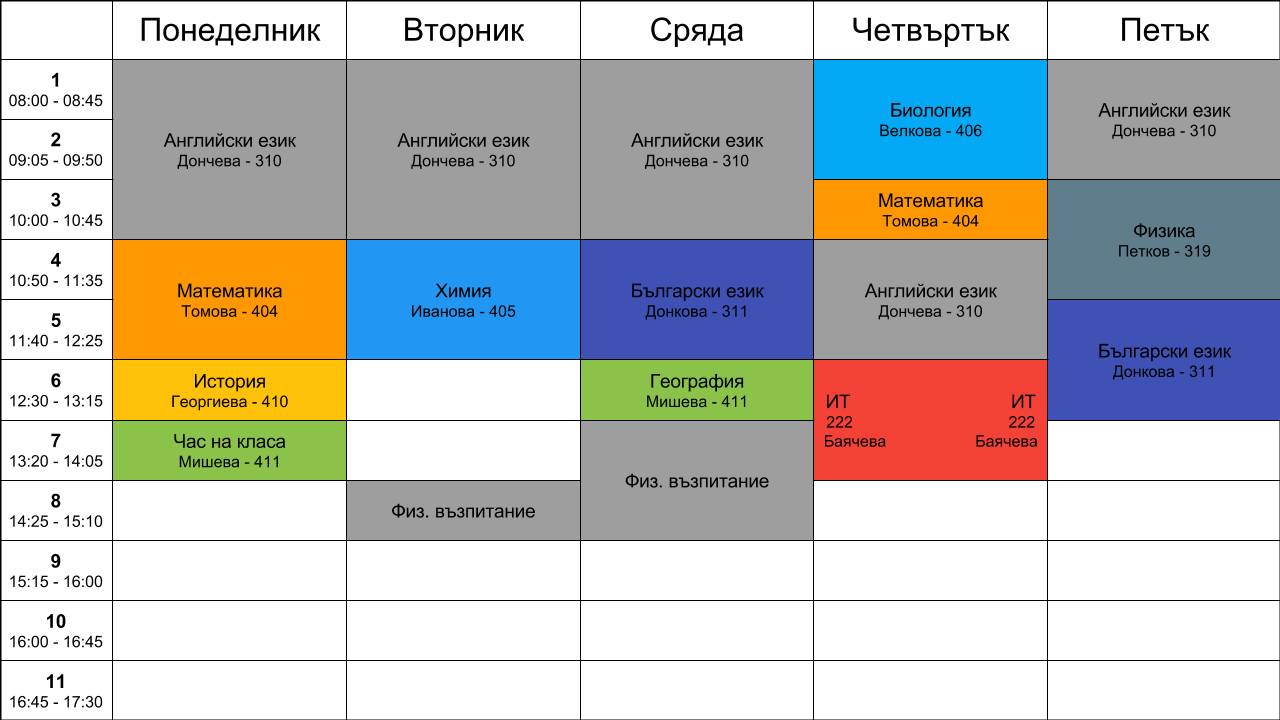 Понеделник
Вторник
Сряда
Четвъртък
Петък
1
08:00 - 08:45
2
09:05 - 09:50
3
10:00 - 10:45
4
10:50 - 11:35
5
11:40 - 12:25
6
12:30 - 13:15
7
13:20 - 14:05
8
14:25 - 15:10
9
15:15 - 16:00
10
16:00 - 16:45
11
16:45 - 17:30
Английски език
Дончева - 310
Математика
Томова - 404
История
Георгиева - 410
Час на класа
Мишева - 411
Английски език
Дончева - 310
Химия
Иванова - 405
Физ. възпитание
Английски език
Дончева - 310
Български език
Донкова - 311
География
Мишева - 411
Физ. възпитание
Биология
Велкова - 406
Математика
Томова - 404
Английски език
Дончева - 310
ИТ
222
Баячева
ИТ
222
Баячева
Английски език
Дончева - 310
Физика
Петков - 319
Български език
Донкова - 311